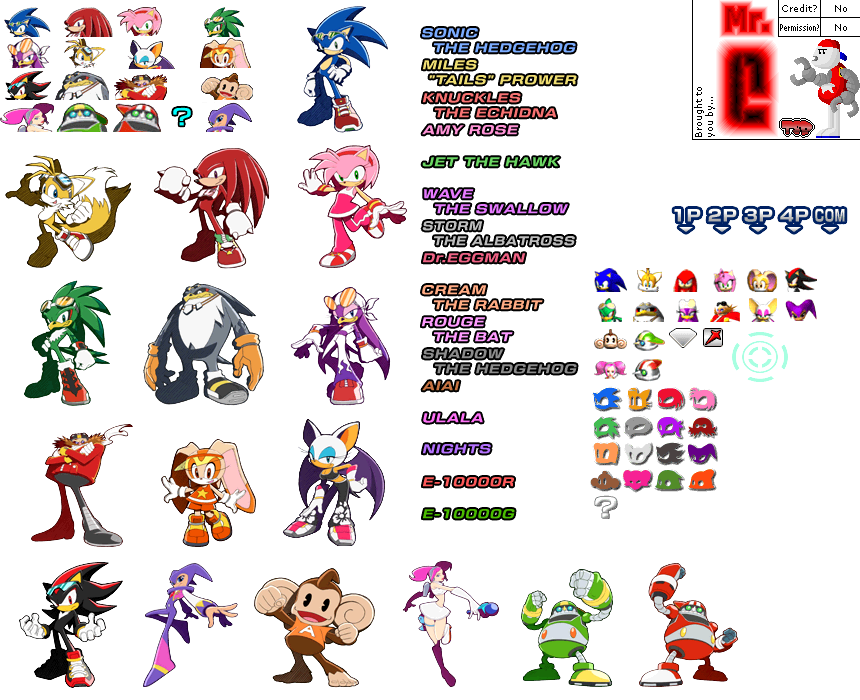 SONIC
THE HEDGEHOG
MILES
"TAILS" PROWER
KNUCKLES
THE ECHIDNA
AMY ROSE
JET THE HAWK
WAVE
THE SWALLOW
STORM
THE ALBATROSS
Dr.EGGMAN
CREAM
THE RABBIT
ROUGE
THE BAT
SHADOW
THE HEDGEHOG
AIAI
ULALA
NIGHTS
E-10000R
E-10000G
?
A
Brought to
you by...
Mr.
C
Credit? No
Permission? No
1P 2P 3P 4P COM
?